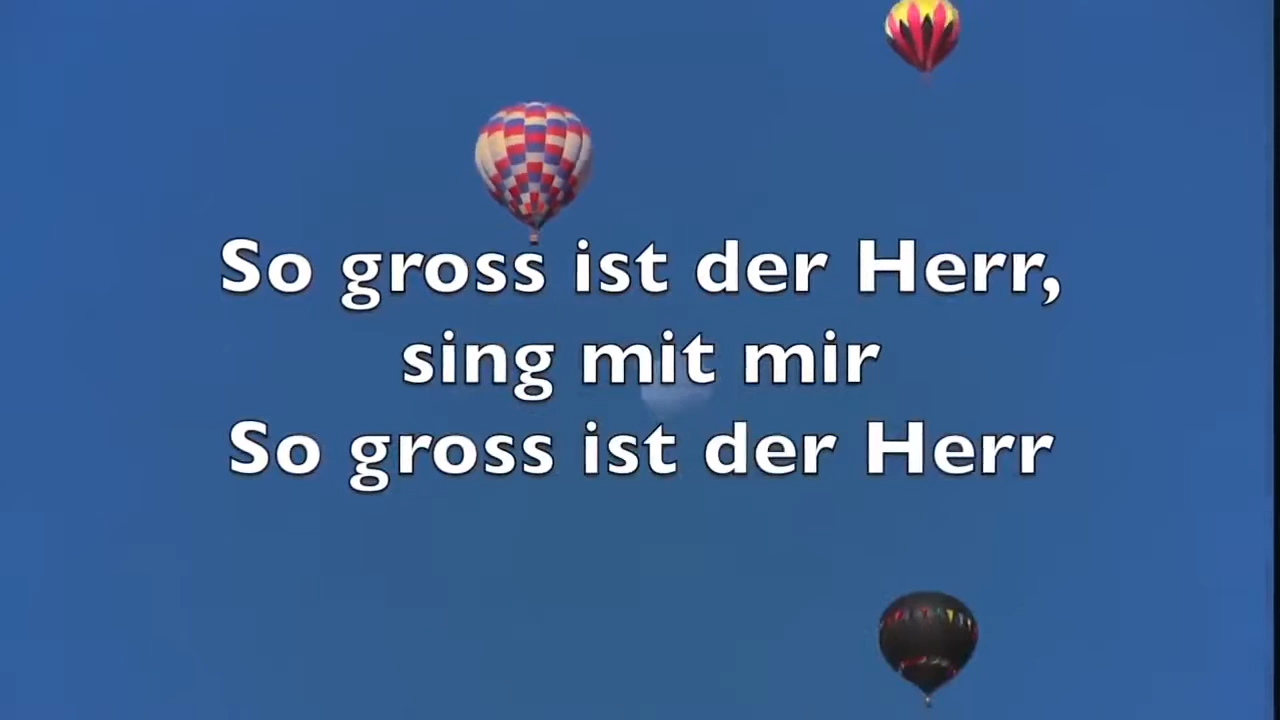 So gross ist der Herr,
sing mit mir
So gross ist der Herr